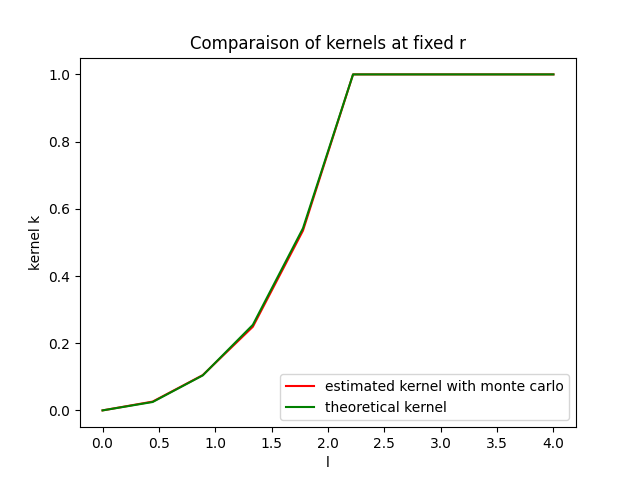 Comparaison of kernels at fixed r
kernel k
1.0
0.8
0.6
0.4
0.2
0.0
0.0 0.5 1.0 1.5 2.0 2.5 3.0 3.5 4.0
l
estimated kernel with monte carlo
theoretical kernel